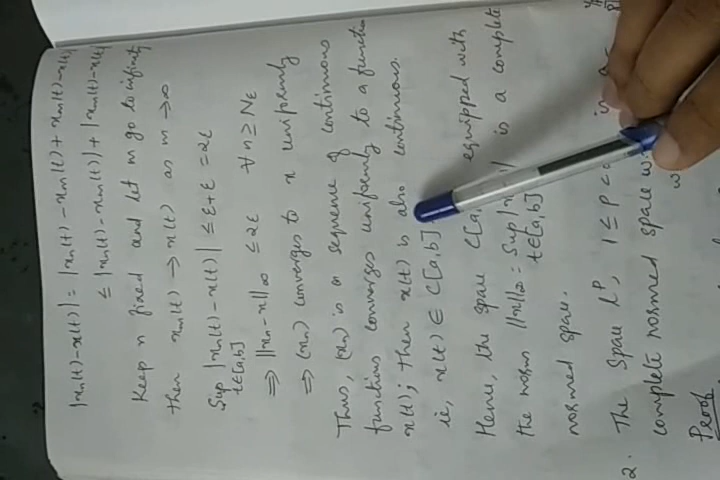 |xn(t)-x(t)| = |xn(t) - xm(t) + xm(t) - x(t)|
≤ |xn(t) - xm(t)| + |xm(t) - x(t)|
Keep n fixed and let m go to infinity
then xm(t) → x(t) as m → ∞
Sup |xn(t) - x(t)| ≤ ε+ε = 2ε
t∈[a,b]
⇒ ||xn - x||∞ ≤ 2ε ∀ n ≥ Nε
⇒ (xn) converges to x uniformly
Thus, (xn) is a sequence of continuous
functions converges uniformly to a function
x(t); then x(t) is also continuous.
ie, x(t) ∈ C[a,b].
Hence, the space C[a, equipped with
the norm ||x||∞ = Sup |x is a complete
t∈[a,b]
normed space.
2. The space lP, 1 ≤ P < is a
complete normed space
Proof